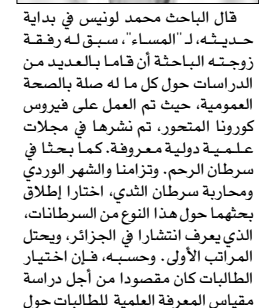 قال الباحث محمد لونيس في بداية
حديثه، لـ "المساء"، سبق له رفقة
زوجته الباحثة أن قاما بالعديد من
الدراسات حول كل ما له صلة بالصحة
العمومية، حيث تم العمل على فيروس
كورونا المتحور، تم نشرها في مجلات
علمية دولية معروفة. كما بحثا في
سرطان الرحم. وتزامنا والشهر الوردي
ومحاربة سرطان الثدي، اختارا إطلاق
بحثهما حول هذا النوع من السرطانات،
الذي يعرف انتشارا في الجزائر، ويحتل
المراتب الأولى. وحسبه، فإن اختيار
الطالبات كان مقصودا من أجل دراسة
مقياس المعرفة العلمية للطالبات حول